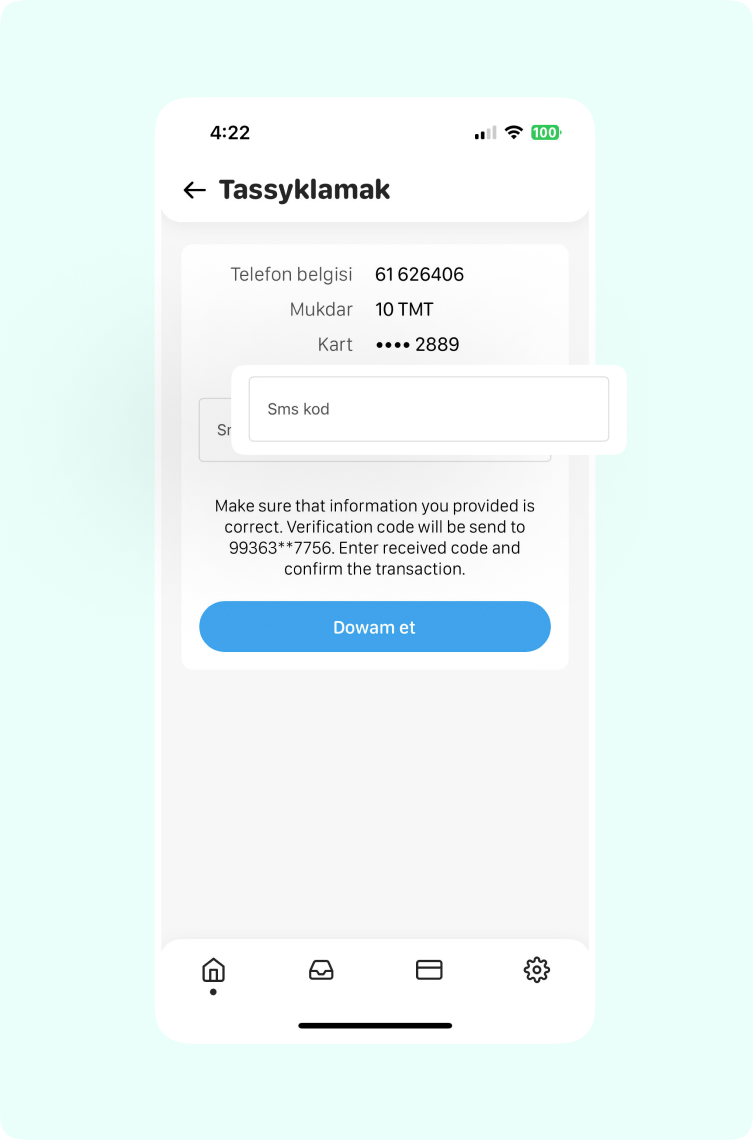 4:22
100
Tassyklamak
Telefon belgisi 61 626406
Mukdar 10 TMT
Kart •••• 2889
Sms kod
Make sure that information you provided is
correct. Verification code will be send to
99363**7756. Enter received code and
confirm the transaction.
Dowam et